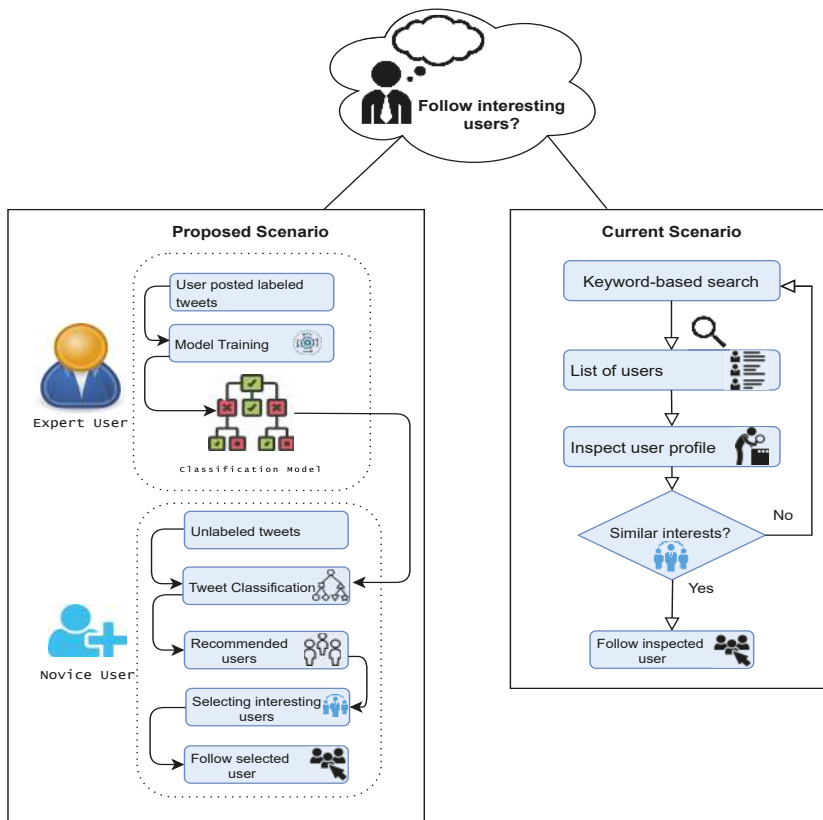 Follow interesting
users?
Proposed Scenario
User posted labeled
tweets
Model Training
Expert User
Classification Model
Unlabeled tweets
Tweet Classification
Recommended
users
Novice User
Selecting interesting
users
Follow selected
user
Current Scenario
Keyword-based search
List of users
Inspect user profile
Similar interests?
No
Yes
Follow inspected
user